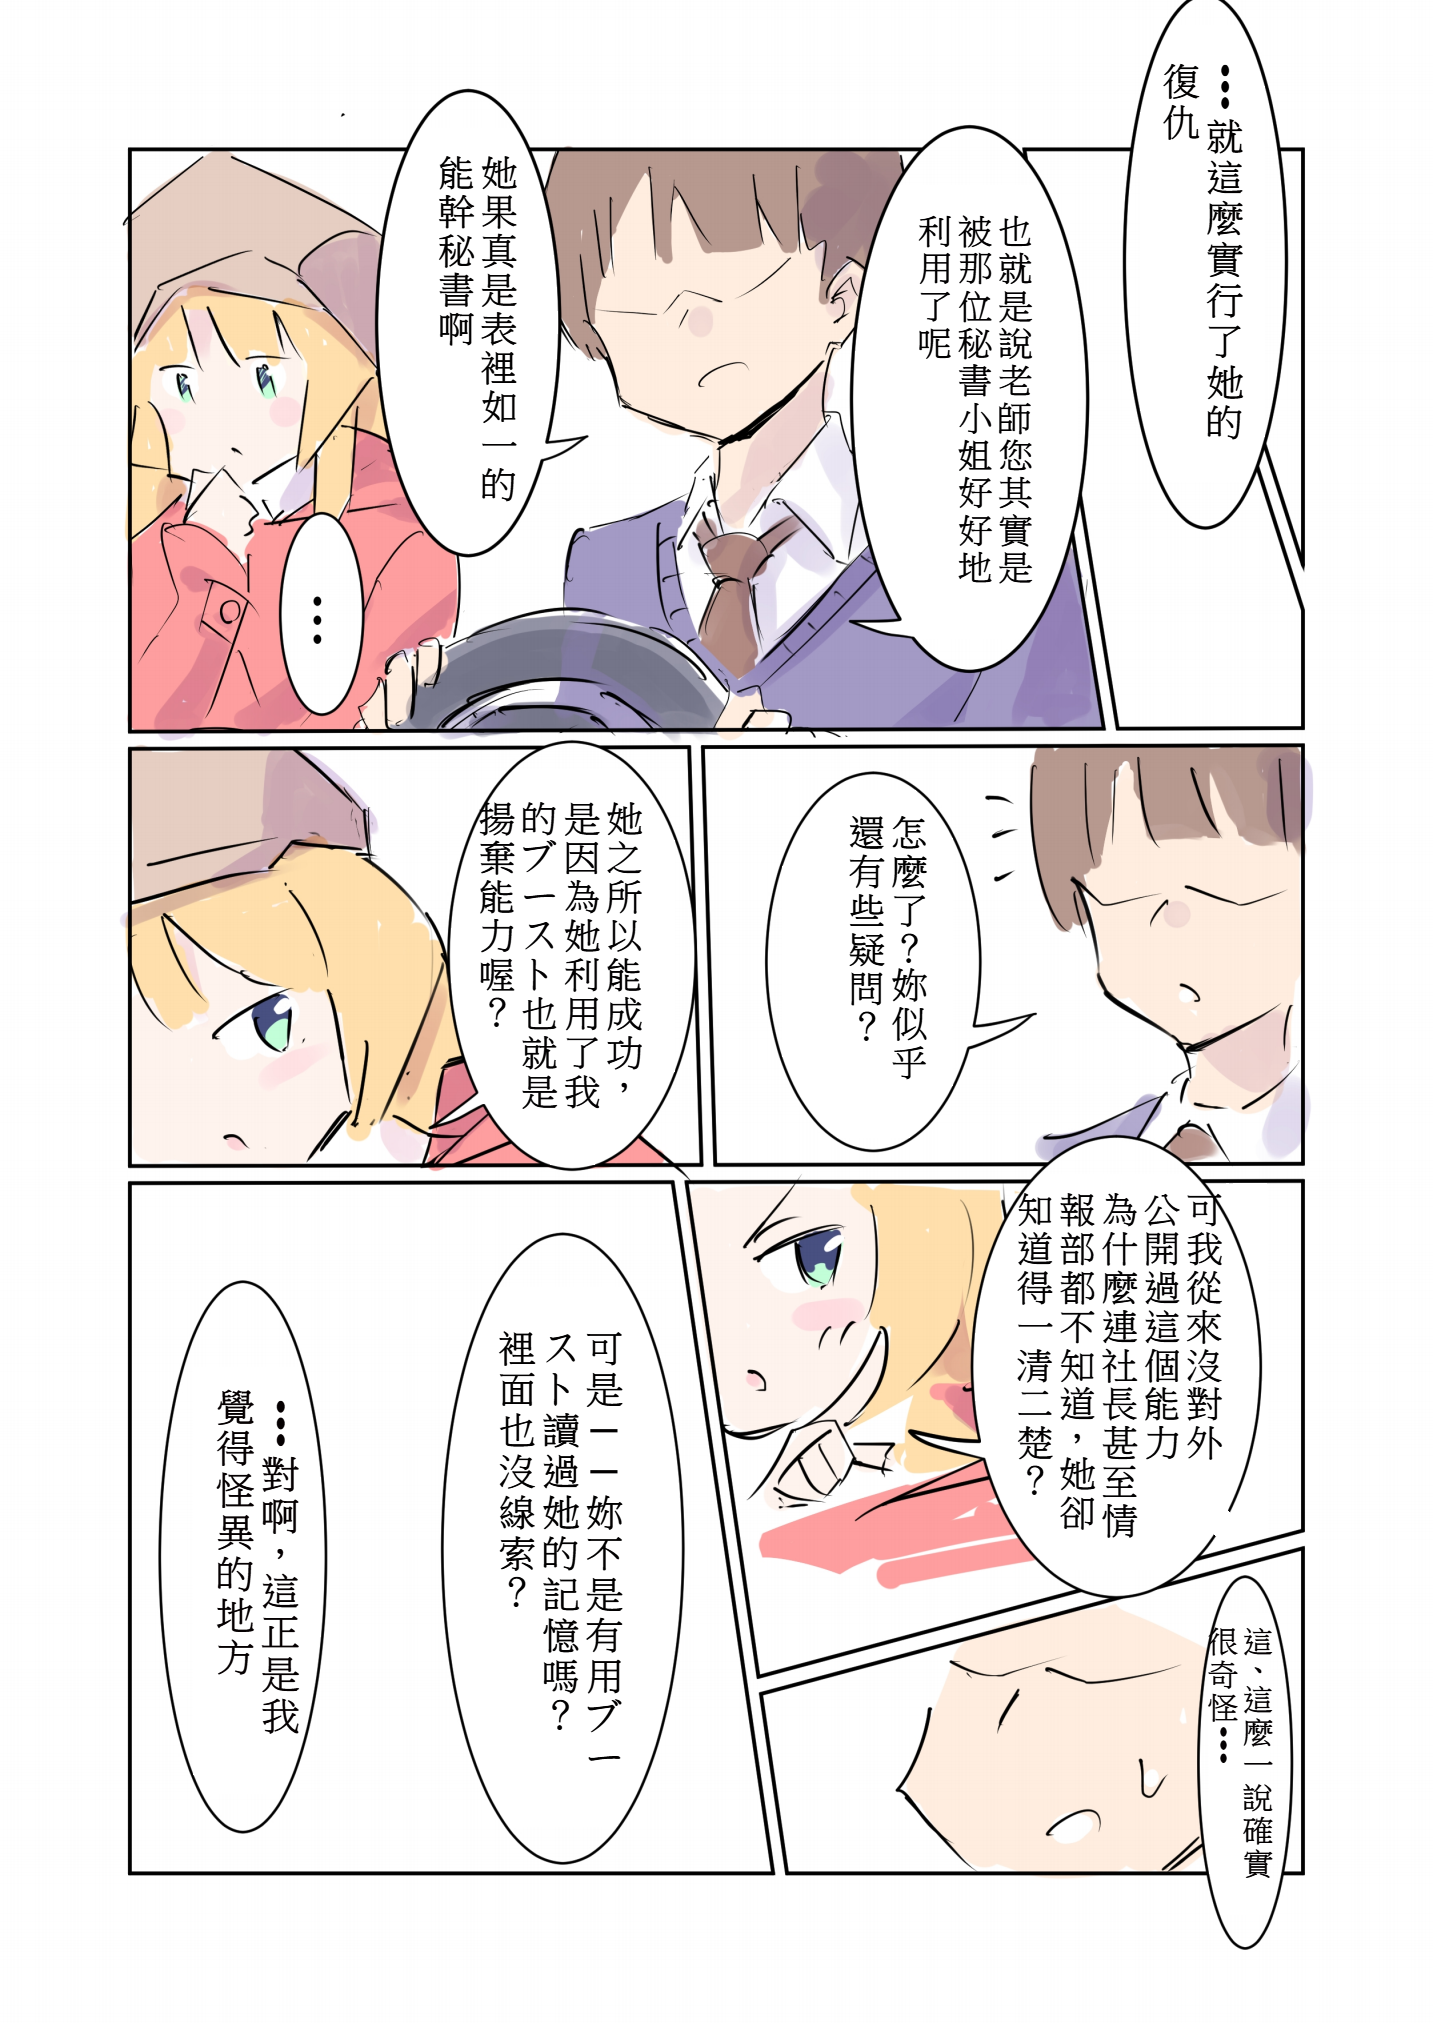 …就這麼實行了她的
復仇
也就是說老師您其實是
被那位秘書小姐好好地
利用了呢
她果真是表裡如一的
能幹秘書啊
…
怎麼了？妳似乎
還有些疑問？
她之所以能成功，
是因為她利用了我
的ブースト也就是
揚棄能力喔？
可我從來沒對外
公開過這個能力
為什麼連社長甚至情
報部都不知道，她卻
知道得一清二楚？
這、這麼一說確實
很奇怪…
可是——妳不是有用ブー
スト讀過她的記憶嗎？
裡面也沒線索？
…對啊，這正是我
覺得怪異的地方